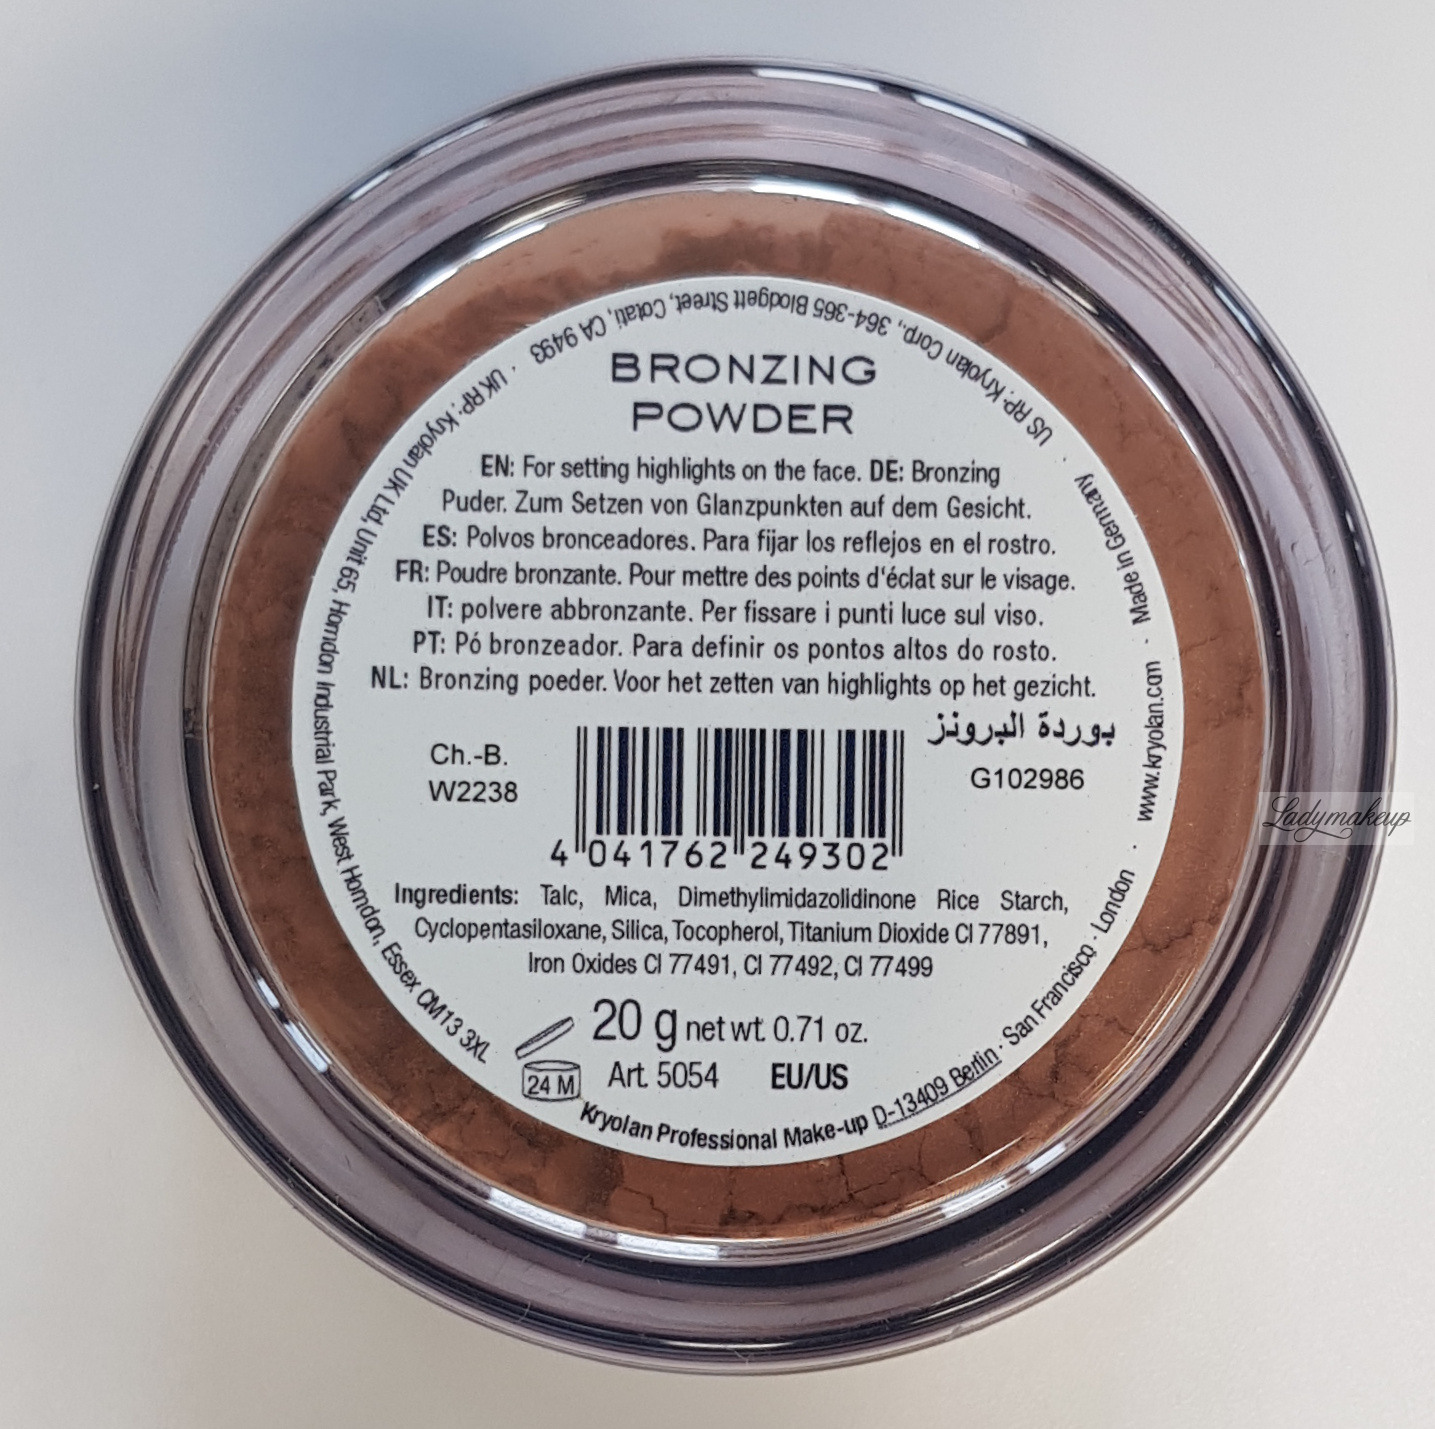 BRONZING
POWDER
EN: For setting highlights on the face. DE: Bronzing
Puder. Zum Setzen von Glanzpunkten auf dem Gesicht.
ES: Polvos bronceadores. Para fijar los reflejos en el rostro.
FR: Poudre bronzante. Pour mettre des points d'éclat sur le visage.
IT: polvere abbronzante. Per fissare i punti luce sul viso.
PT: Pó bronzeador. Para definir os pontos altos do rosto.
NL: Bronzing poeder. Voor het zetten van highlights op het gezicht.
بوردة البرونز
Ch.-B.
W2238
G102986
4 041762 249302
Ingredients: Talc, Mica, Dimethylimidazolidinone Rice Starch,
Cyclopentasiloxane, Silica, Tocopherol, Titanium Dioxide CI 77891,
Iron Oxides CI 77491, CI 77492, CI 77499
20 g net wt. 0.71 oz.
24 M
Art. 5054 EU/US
Kryolan Professional Make-up D-13409 Berlin · San Francisco · London · www.kryolan.com · Made in Germany · US RP: Kryolan Corp., 364-365 Blodgett Street, Cotati, CA 9493 · UK RP: Kryolan UK Ltd, Unit 65, Horndon Industrial Park, West Horndon, Essex CM13 3XL
Ladymakeup